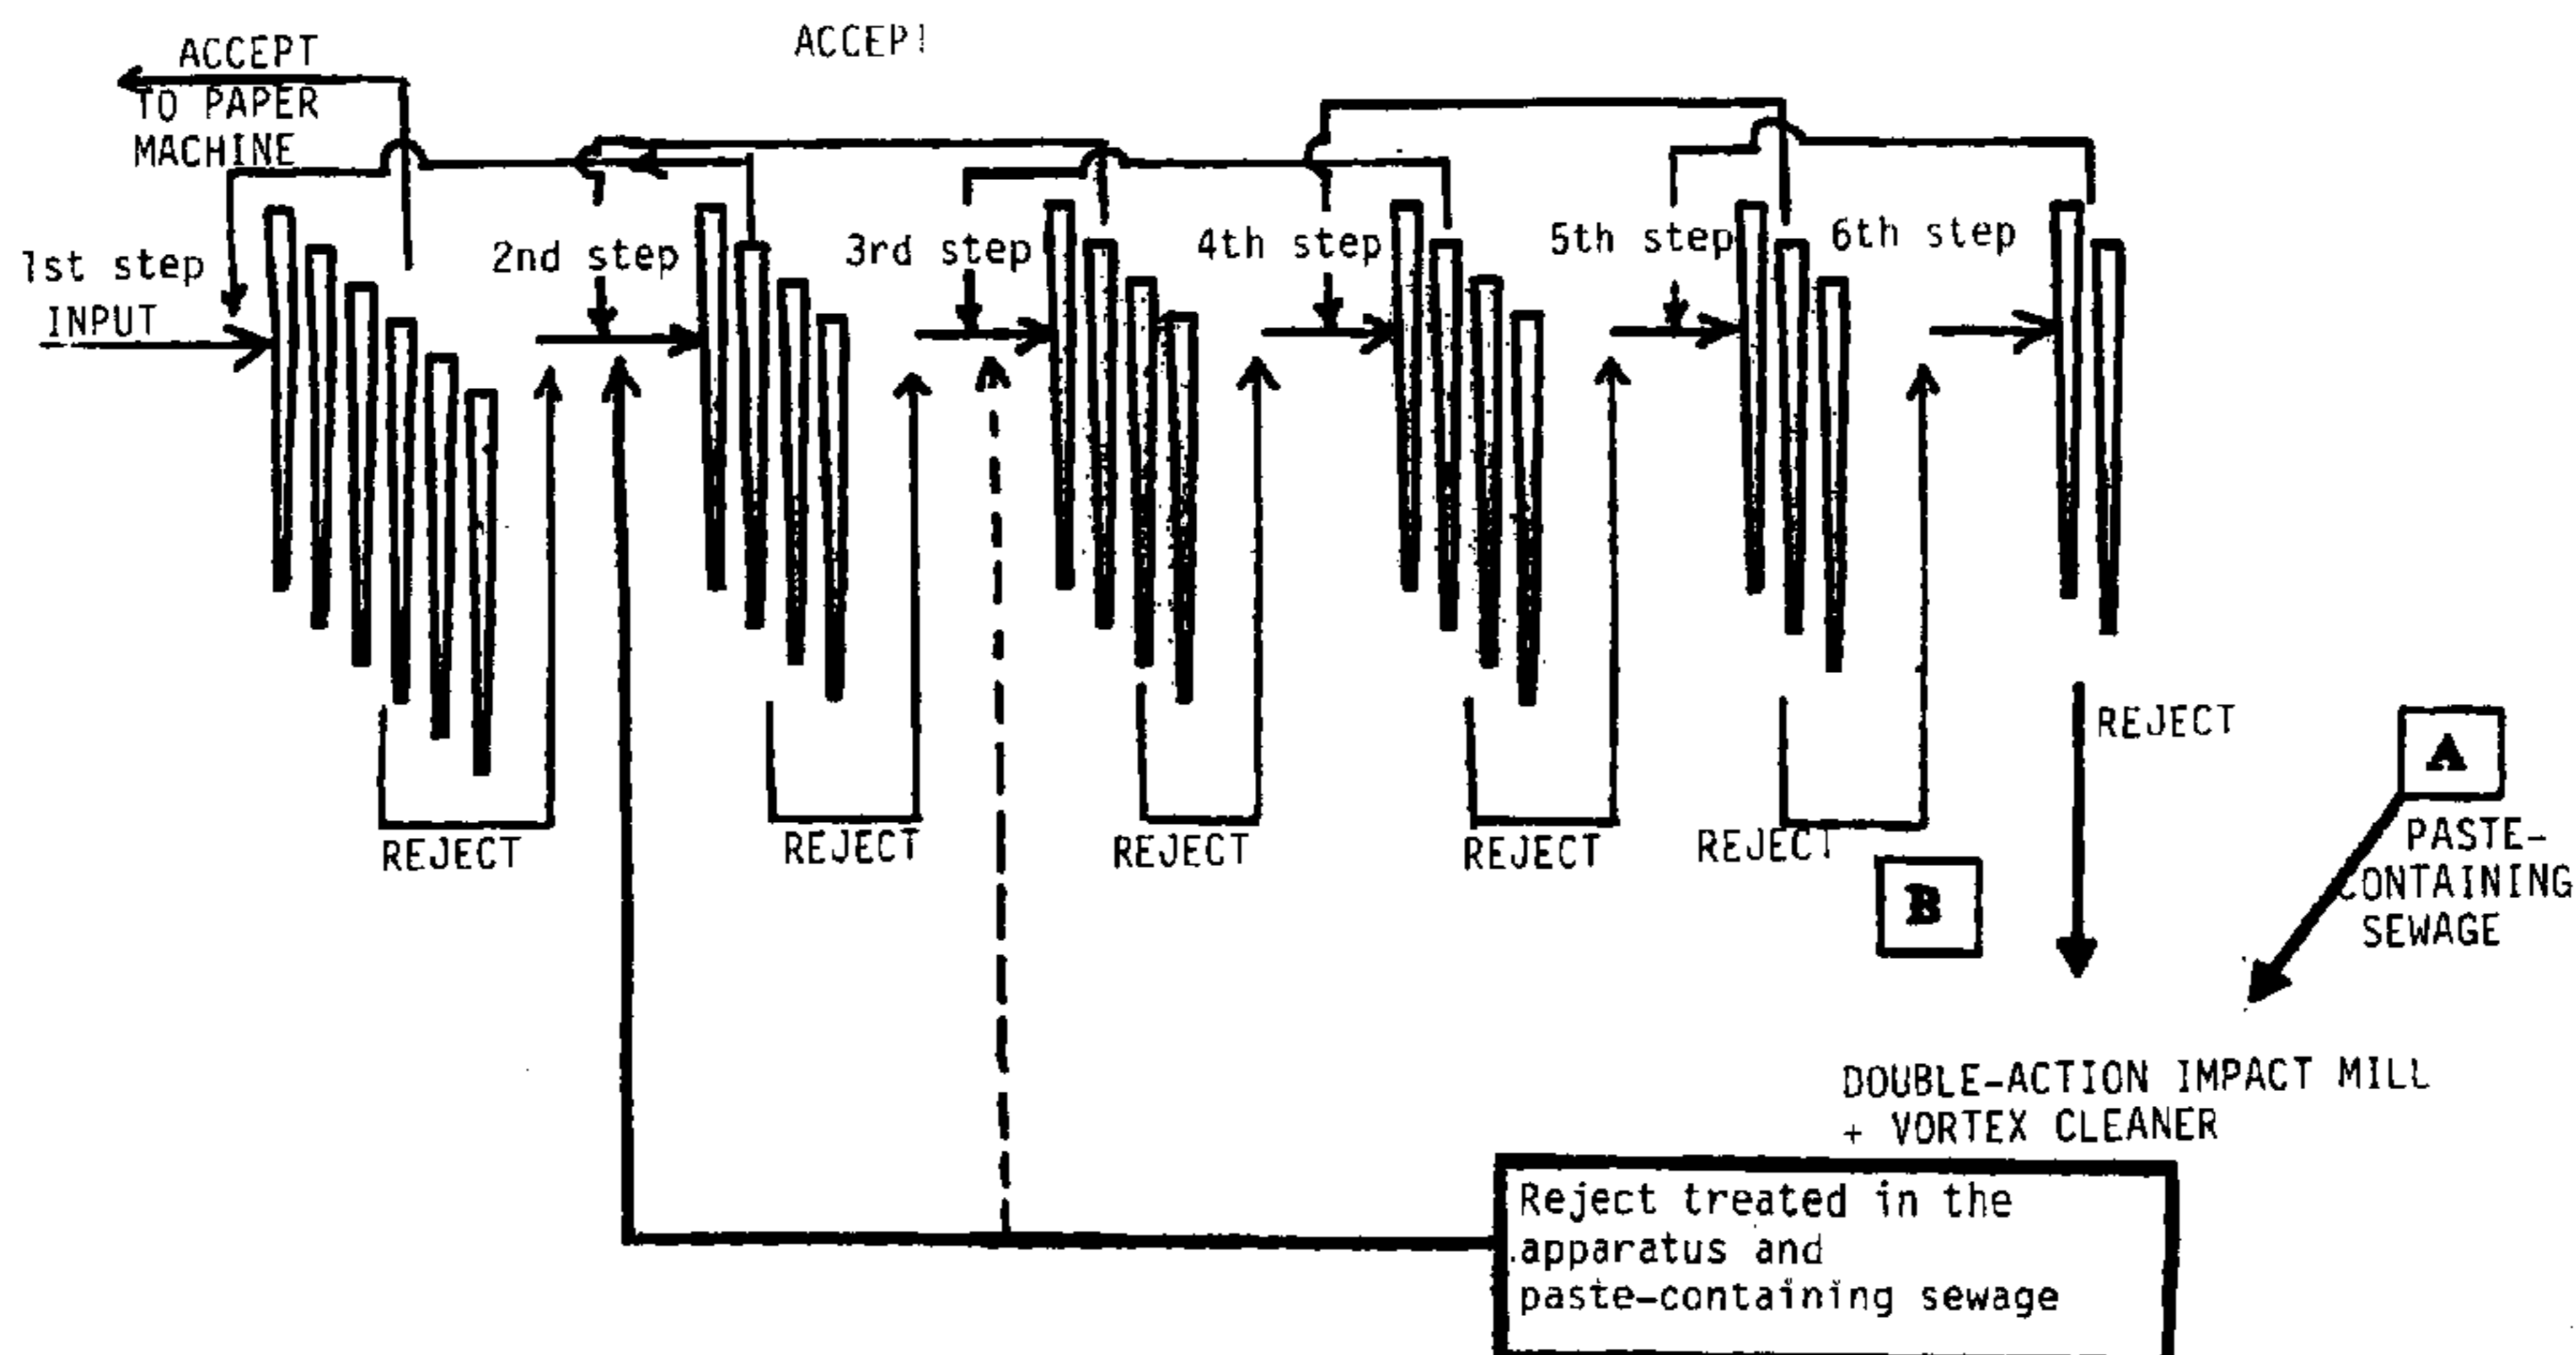 ACCEPT
TO PAPER
MACHINE
ACCEPT
1st step
INPUT
2nd step
3rd step
4th step
5th step
6th step
REJECT
REJECT
REJECT
REJECT
REJECT
REJECT
A
PASTE-
CONTAINING
SEWAGE
B
DOUBLE-ACTION IMPACT MILL
+ VORTEX CLEANER
Reject treated in the
apparatus and
paste-containing sewage